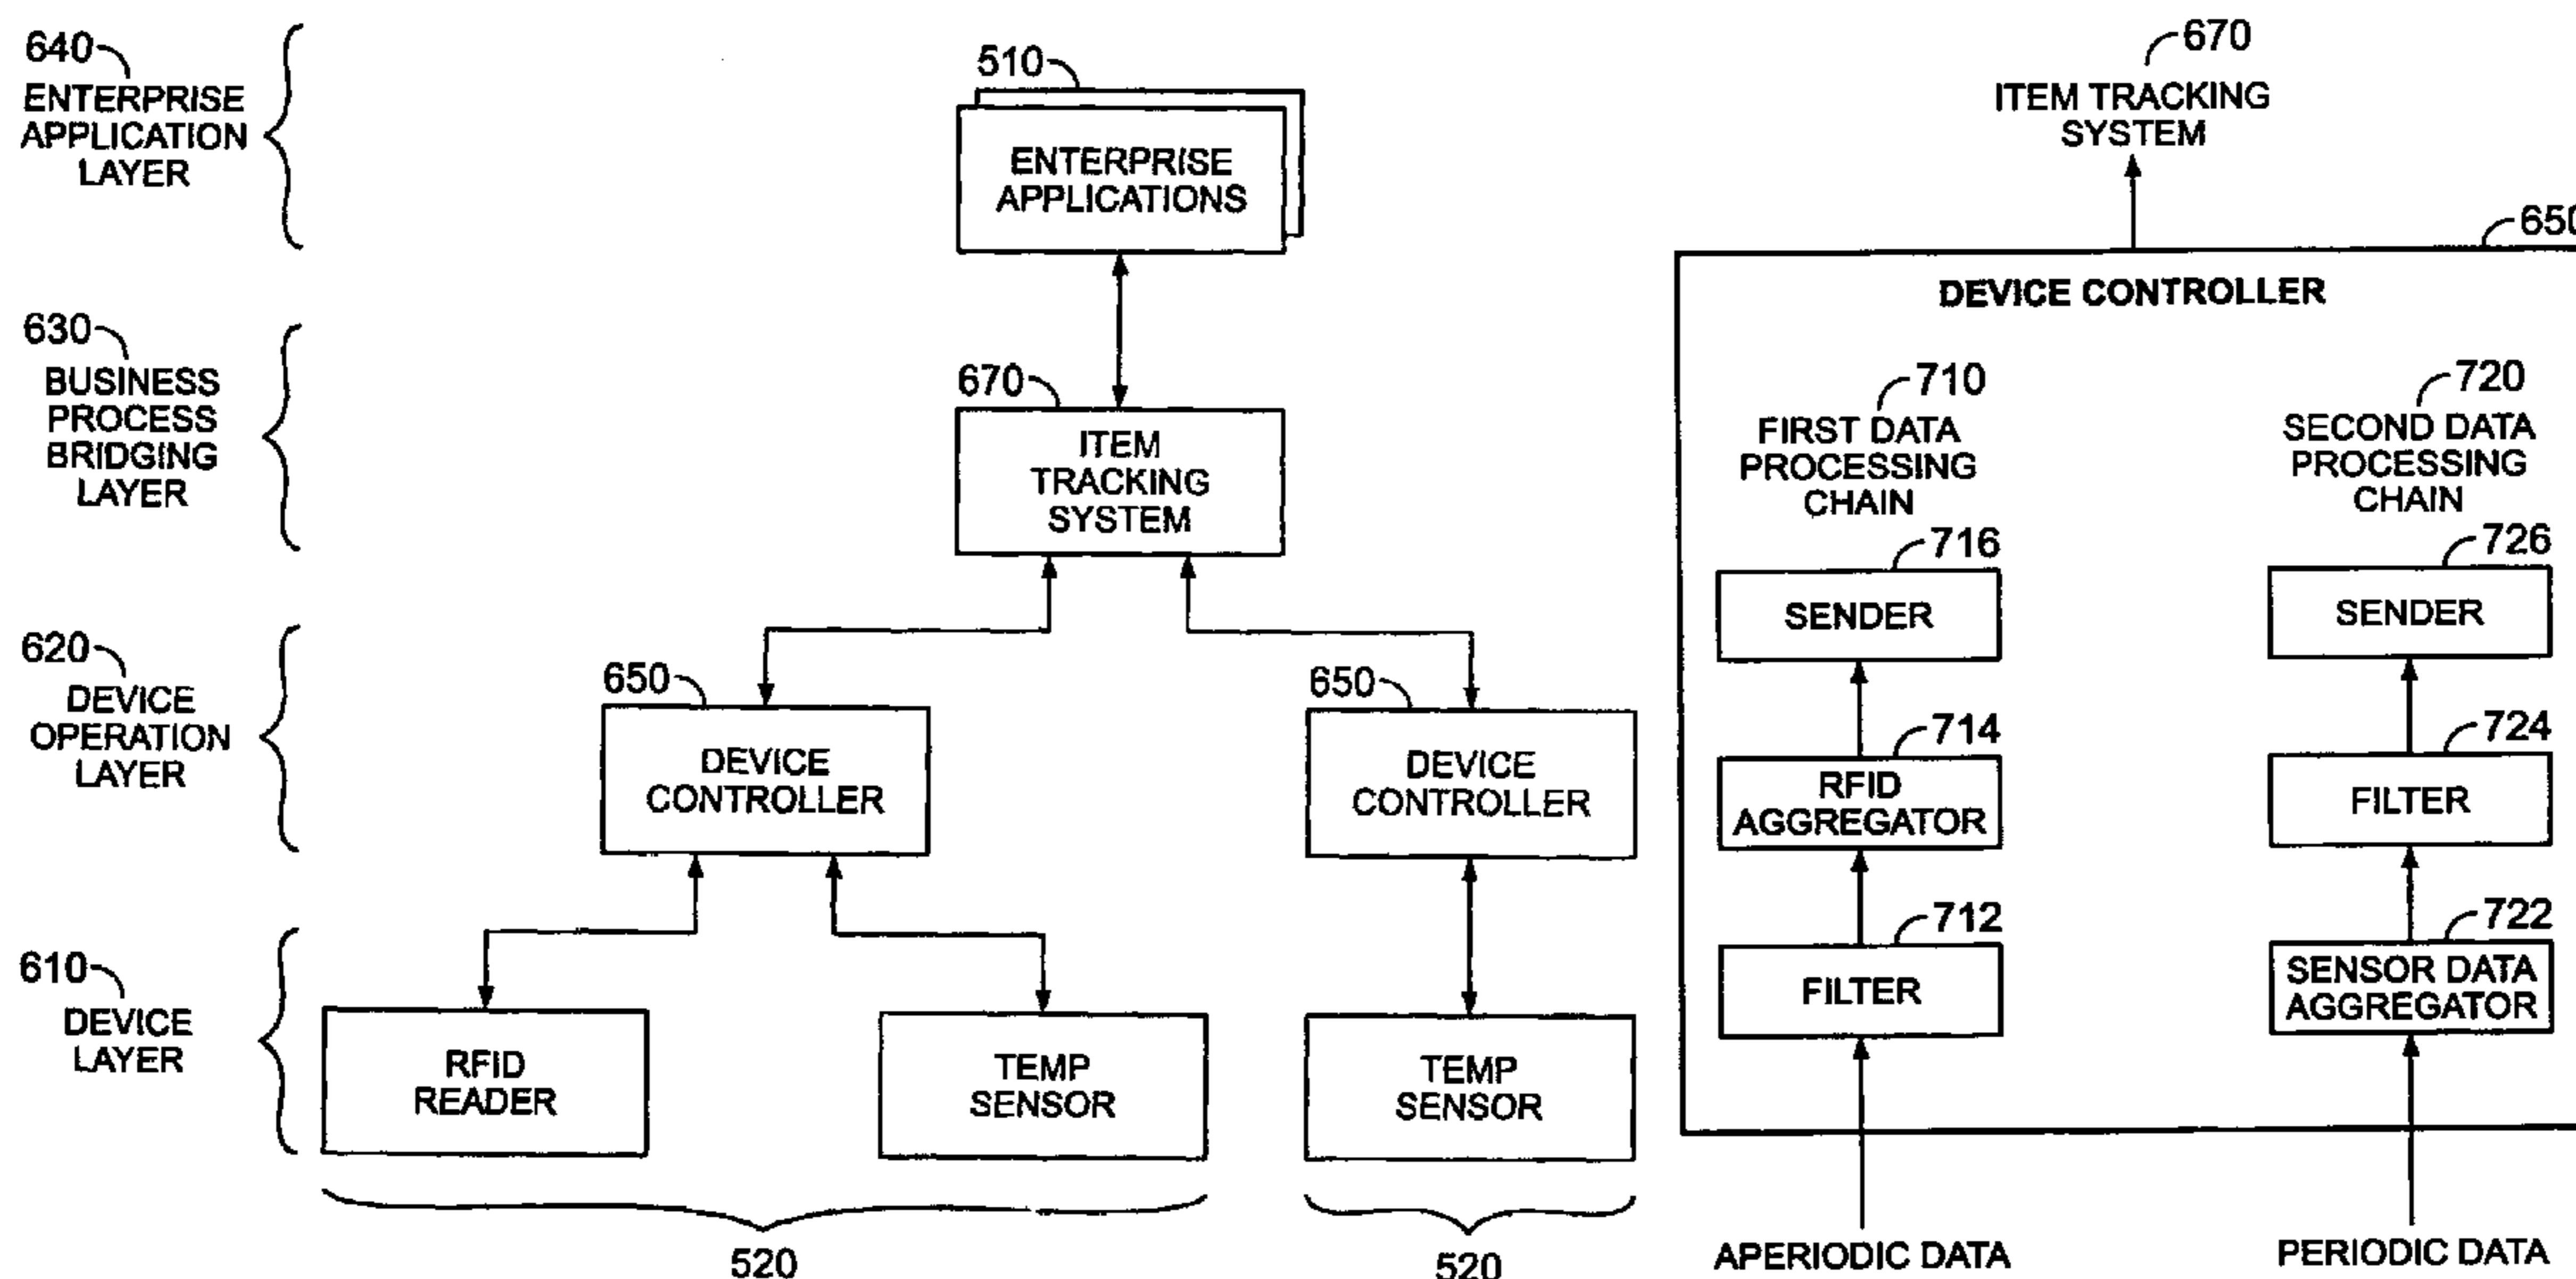 640
ENTERPRISE
APPLICATION
LAYER
630
BUSINESS
PROCESS
BRIDGING
LAYER
620
DEVICE
OPERATION
LAYER
610
DEVICE
LAYER
510
ENTERPRISE
APPLICATIONS
670
ITEM
TRACKING
SYSTEM
650
DEVICE
CONTROLLER
650
DEVICE
CONTROLLER
RFID
READER
TEMP
SENSOR
TEMP
SENSOR
520
520
670
ITEM TRACKING
SYSTEM
650
DEVICE CONTROLLER
710
FIRST DATA
PROCESSING
CHAIN
716
SENDER
714
RFID
AGGREGATOR
712
FILTER
APERIODIC DATA
720
SECOND DATA
PROCESSING
CHAIN
726
SENDER
724
FILTER
722
SENSOR DATA
AGGREGATOR
PERIODIC DATA